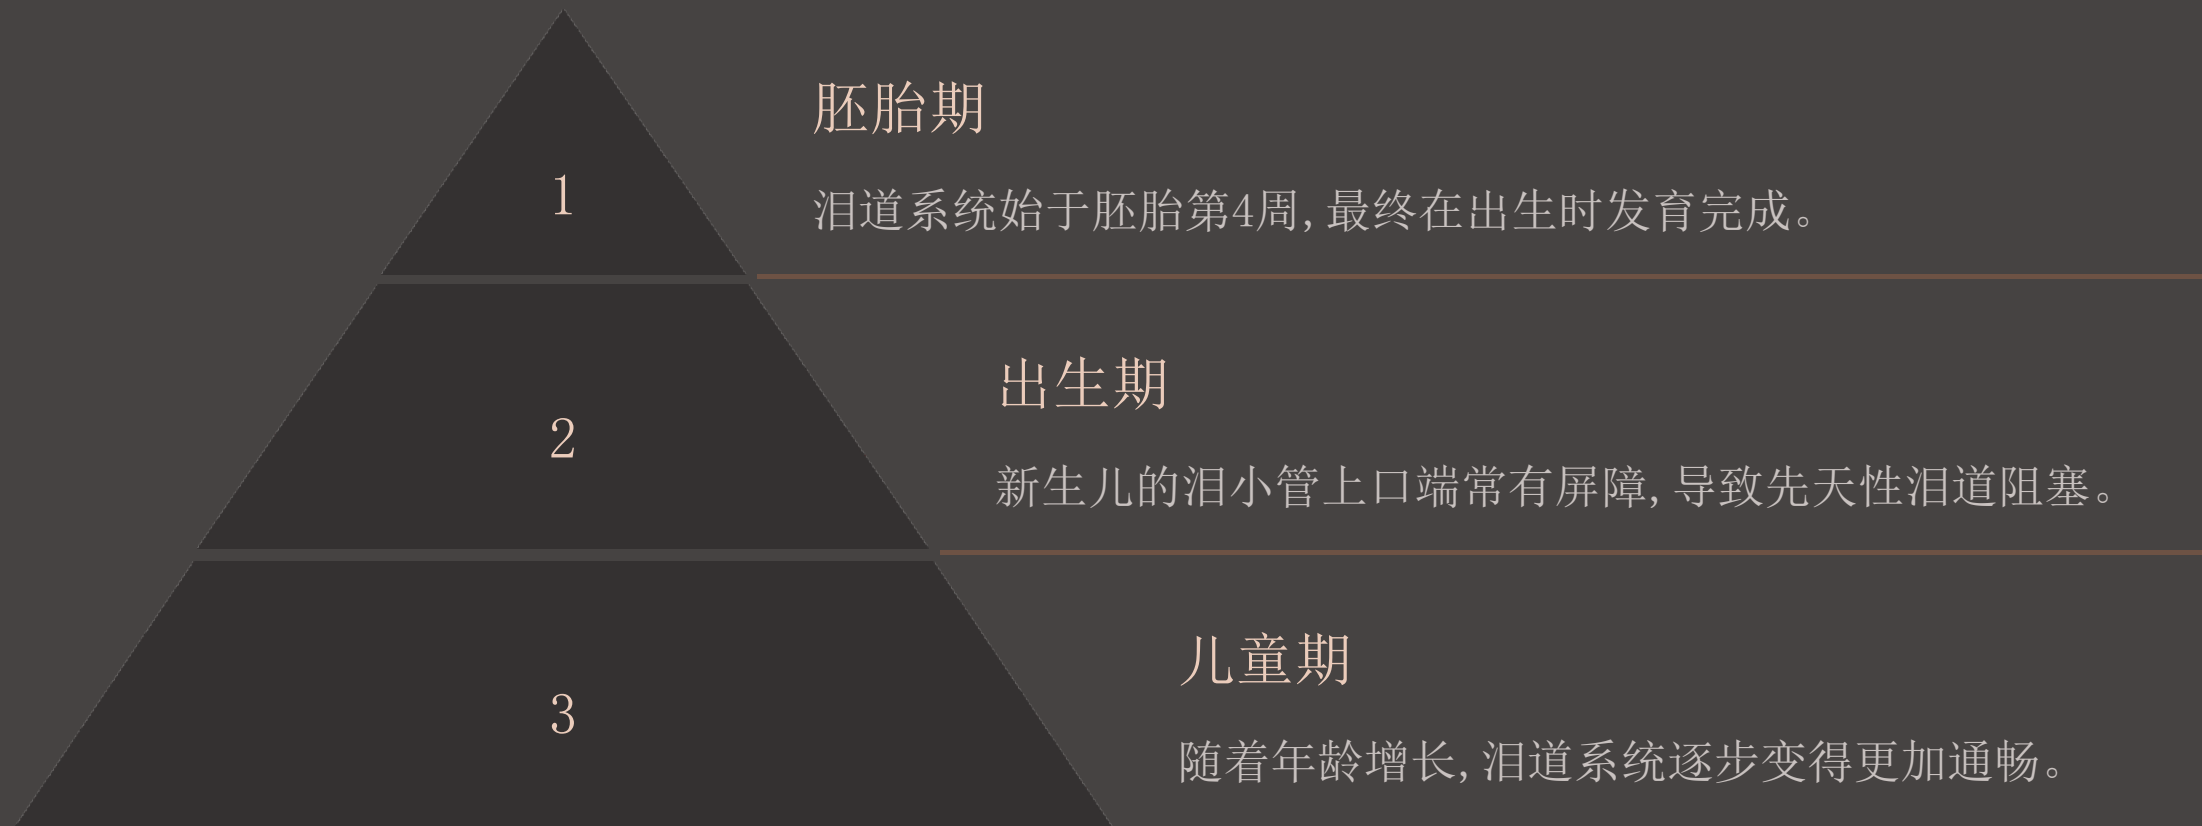 胚胎期
1
泪道系统始于胚胎第4周,最终在出生时发育完成。
出生期
2
新生儿的泪小管上口端常有屏障,导致先天性泪道阻塞。
儿童期
3
随着年龄增长,泪道系统逐步变得更加通畅。